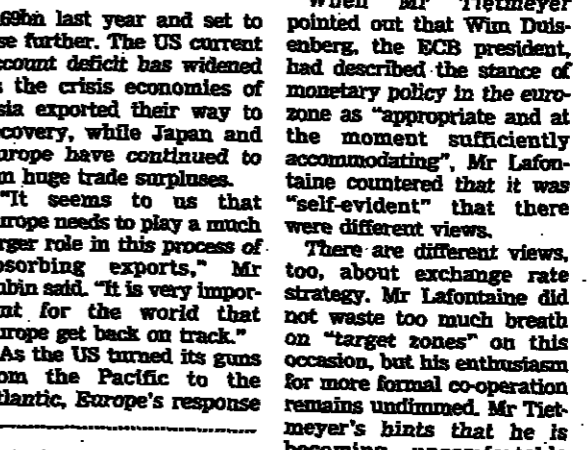 69bn last year and set to
se further. The US current
ccount deficit has widened
s the crisis economies of
sia exported their way to
covery, while Japan and
urope have continued to
n huge trade surpluses.
"It seems to us that
urope needs to play a much
rger role in this process of
bsorbing exports," Mr
ubin said. "It is very impor-
nt for the world that
urope get back on track."
As the US turned its guns
om the Pacific to the
tlantic, Europe's response
When Mr Tietmeyer
pointed out that Wim Duis-
enberg, the ECB president,
had described the stance of
monetary policy in the euro-
zone as "appropriate and at
the moment sufficiently
accommodating", Mr Lafon-
taine countered that it was
"self-evident" that there
were different views.
There are different views,
too, about exchange rate
strategy. Mr Lafontaine did
not waste too much breath
on "target zones" on this
occasion, but his enthusiasm
for more formal co-operation
remains undimmed. Mr Tiet-
meyer's hints that he is
becoming uncomfortable